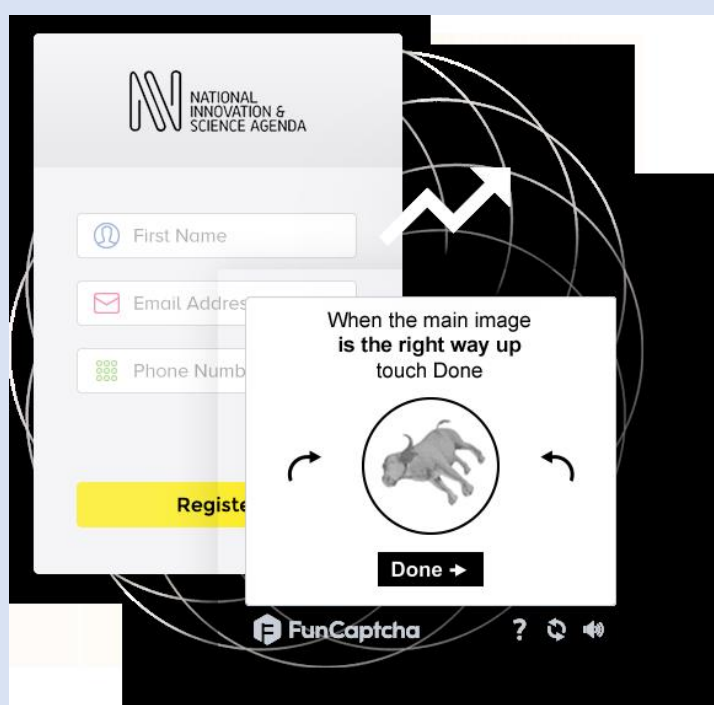 NATIONAL
INNOVATION &
SCIENCE AGENDA
First Name
Email Addres
Phone Numb
Registe
When the main image
is the right way up
touch Done
Done
FunCaptcha
?